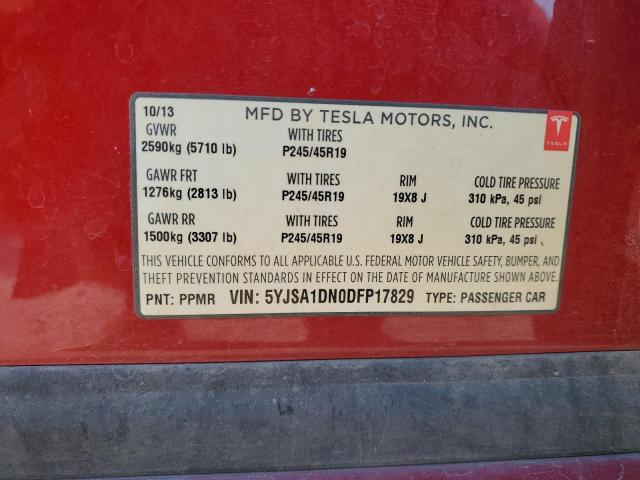 10/13 MFD BY TESLA MOTORS, INC.
GVWR WITH TIRES
2590kg (5710 lb) P245/45R19
TESLA
GAWR FRT WITH TIRES RIM COLD TIRE PRESSURE
1276kg (2813 lb) P245/45R19 19X8 J 310 kPa, 45 psi
GAWR RR WITH TIRES RIM COLD TIRE PRESSURE
1500kg (3307 lb) P245/45R19 19X8 J 310 kPa, 45 psi
THIS VEHICLE CONFORMS TO ALL APPLICABLE U.S. FEDERAL MOTOR VEHICLE SAFETY, BUMPER, AND
THEFT PREVENTION STANDARDS IN EFFECT ON THE DATE OF MANUFACTURE SHOWN ABOVE.
PNT: PPMR VIN: 5YJSA1DN0DFP17829 TYPE: PASSENGER CAR